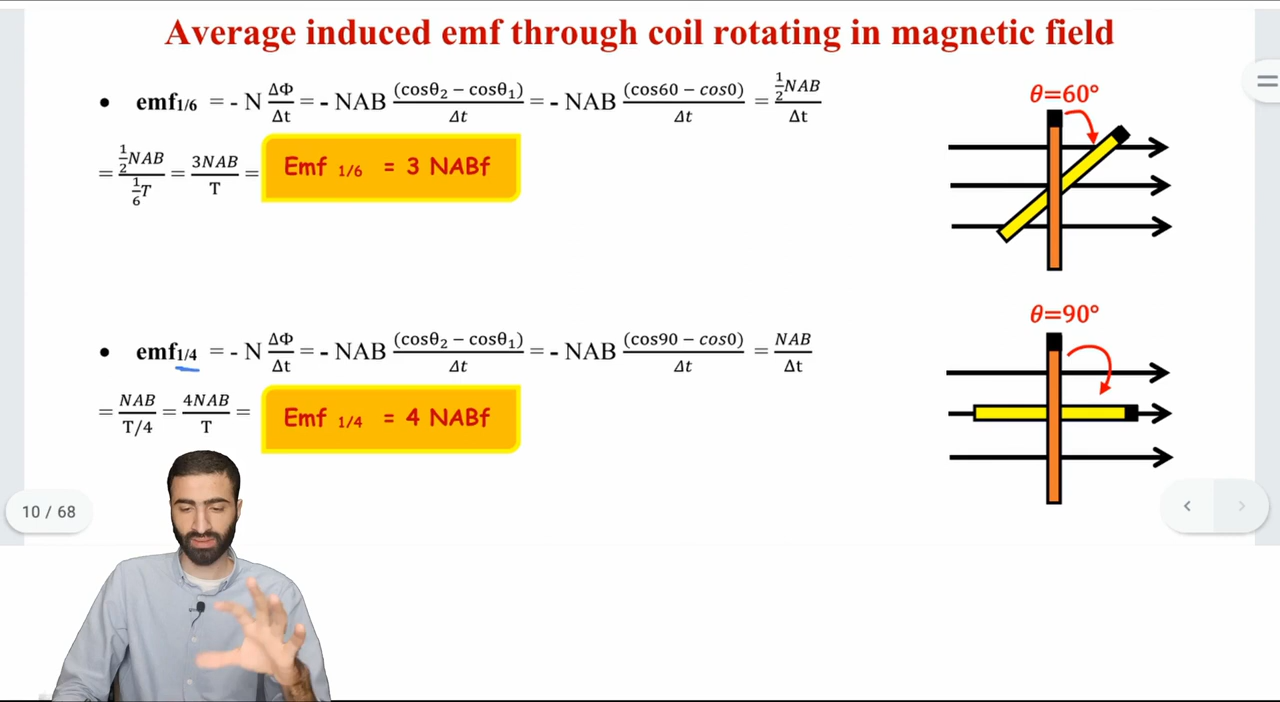 Average induced emf through coil rotating in magnetic field
• emf1/6 = - N ΔΦ/Δt = - NAB (cosθ₂ − cosθ₁)/Δt = - NAB (cos60 − cos0)/Δt = ½NAB/Δt
= ½NAB/⅙T = 3NAB/T = Emf 1/6 = 3 NABf
θ=60°
• emf1/4 = - N ΔΦ/Δt = - NAB (cosθ₂ − cosθ₁)/Δt = - NAB (cos90 − cos0)/Δt = NAB/Δt
= NAB/T/4 = 4NAB/T = Emf 1/4 = 4 NABf
θ=90°
10 / 68